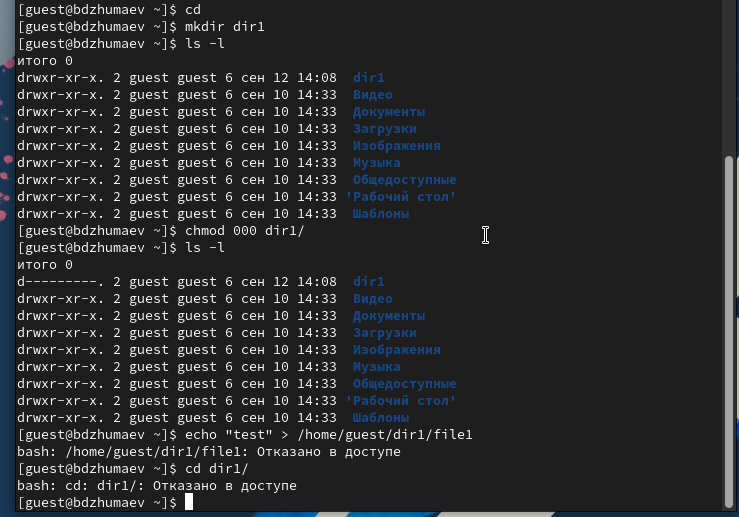 [guest@bdzhumaev ~]$ cd
[guest@bdzhumaev ~]$ mkdir dir1
[guest@bdzhumaev ~]$ ls -l
итого 0
drwxr-xr-x. 2 guest guest 6 сен 12 14:08  dir1
drwxr-xr-x. 2 guest guest 6 сен 10 14:33  Видео
drwxr-xr-x. 2 guest guest 6 сен 10 14:33  Документы
drwxr-xr-x. 2 guest guest 6 сен 10 14:33  Загрузки
drwxr-xr-x. 2 guest guest 6 сен 10 14:33  Изображения
drwxr-xr-x. 2 guest guest 6 сен 10 14:33  Музыка
drwxr-xr-x. 2 guest guest 6 сен 10 14:33  Общедоступные
drwxr-xr-x. 2 guest guest 6 сен 10 14:33 'Рабочий стол'
drwxr-xr-x. 2 guest guest 6 сен 10 14:33  Шаблоны
[guest@bdzhumaev ~]$ chmod 000 dir1/
[guest@bdzhumaev ~]$ ls -l
итого 0
d---------. 2 guest guest 6 сен 12 14:08  dir1
drwxr-xr-x. 2 guest guest 6 сен 10 14:33  Видео
drwxr-xr-x. 2 guest guest 6 сен 10 14:33  Документы
drwxr-xr-x. 2 guest guest 6 сен 10 14:33  Загрузки
drwxr-xr-x. 2 guest guest 6 сен 10 14:33  Изображения
drwxr-xr-x. 2 guest guest 6 сен 10 14:33  Музыка
drwxr-xr-x. 2 guest guest 6 сен 10 14:33  Общедоступные
drwxr-xr-x. 2 guest guest 6 сен 10 14:33 'Рабочий стол'
drwxr-xr-x. 2 guest guest 6 сен 10 14:33  Шаблоны
[guest@bdzhumaev ~]$ echo "test" > /home/guest/dir1/file1
bash: /home/guest/dir1/file1: Отказано в доступе
[guest@bdzhumaev ~]$ cd dir1/
bash: cd: dir1/: Отказано в доступе
[guest@bdzhumaev ~]$